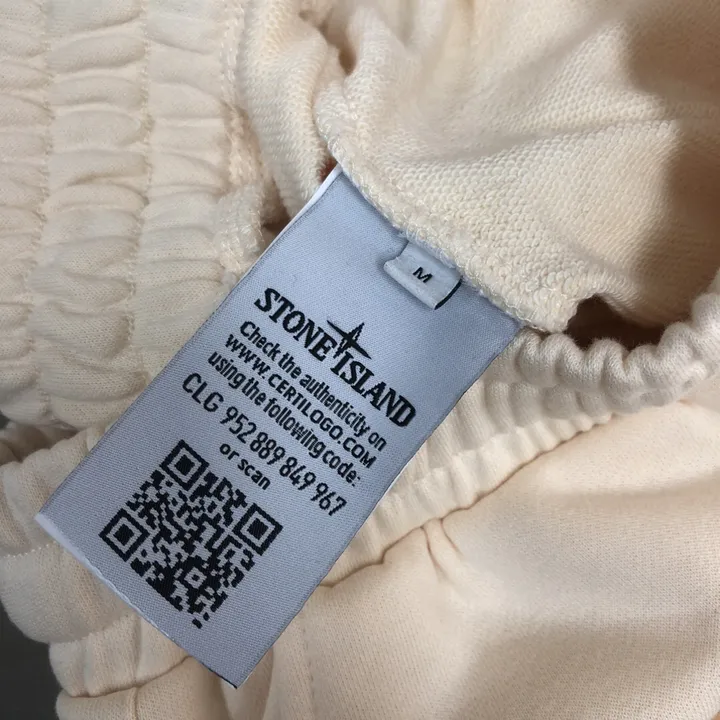 M
STONE ISLAND
Check the authenticity on
WWW.CERTILOGO.COM
using the following code:
CLG 952 889 849 967
or scan